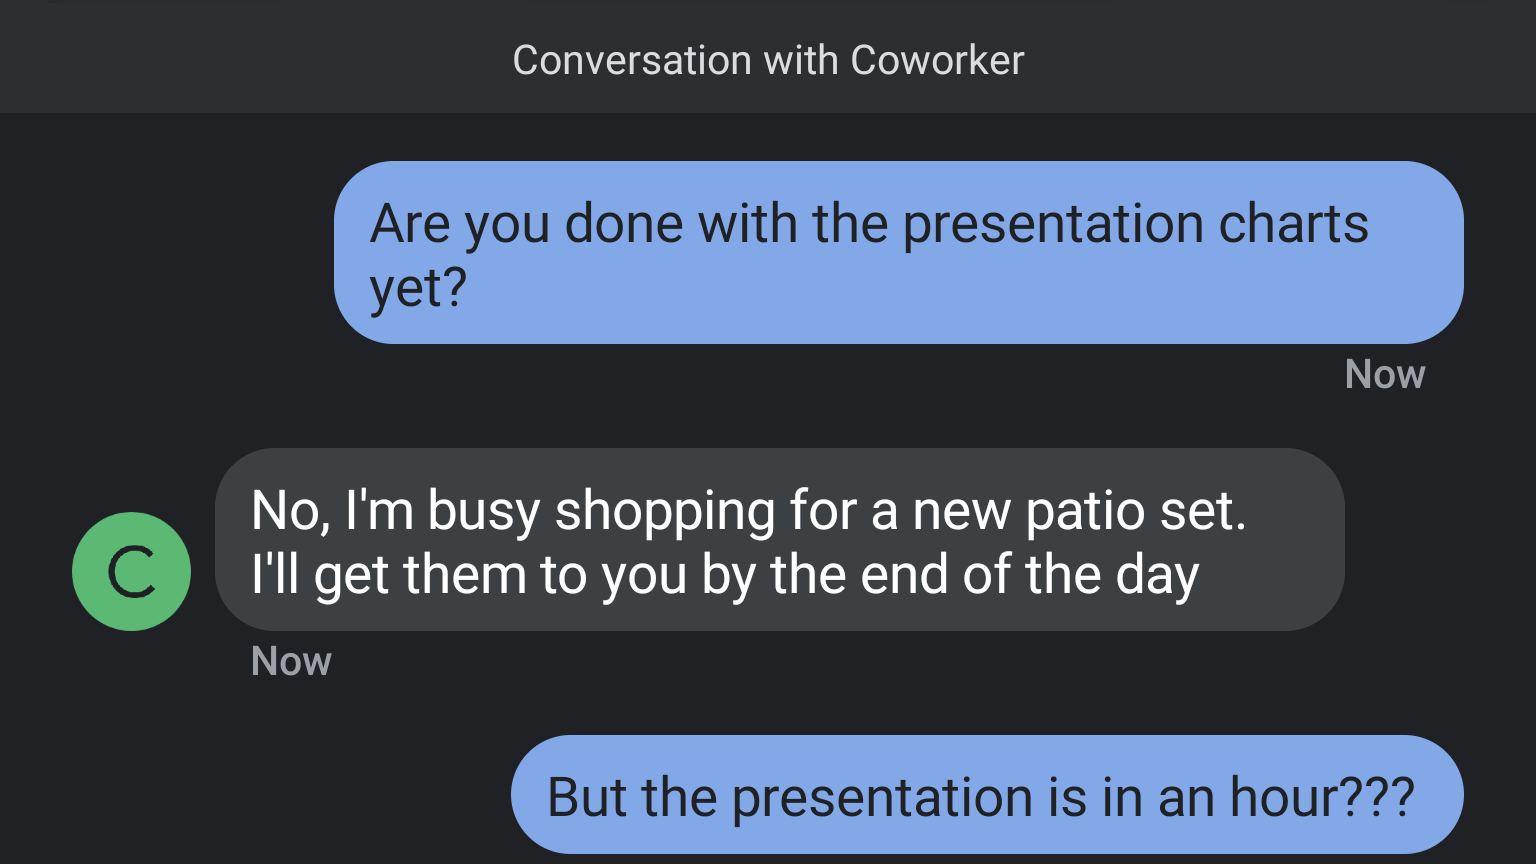 Conversation with Coworker
Are you done with the presentation charts
yet?
Now
C
No, I'm busy shopping for a new patio set.
I'll get them to you by the end of the day
Now
But the presentation is in an hour???